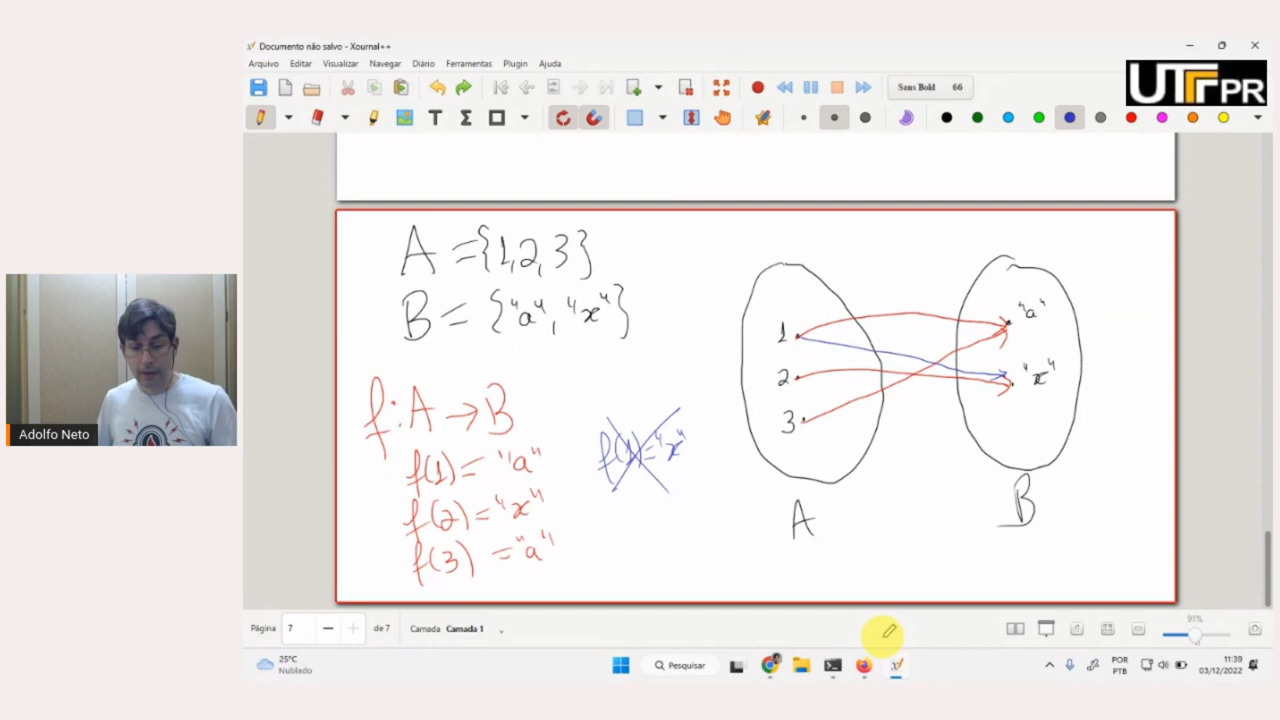 Documento não salvo - Xournal++
Arquivo Editar Visualizar Navegar Diário Ferramentas Plugin Ajuda
UTFPR
Sans Bold 66
A = {1, 2, 3}
B = {"a", "x"}
f: A → B
f(1) = "a"
f(2) = "x"
f(3) = "a"
f(1) = "x"
1
2
3
A
"a"
"x"
B
Adolfo Neto
Página 7 de 7 Camada Camada 1
91%
25°C
Nublado
Pesquisar
POR
PTB
11:39
03/12/2022